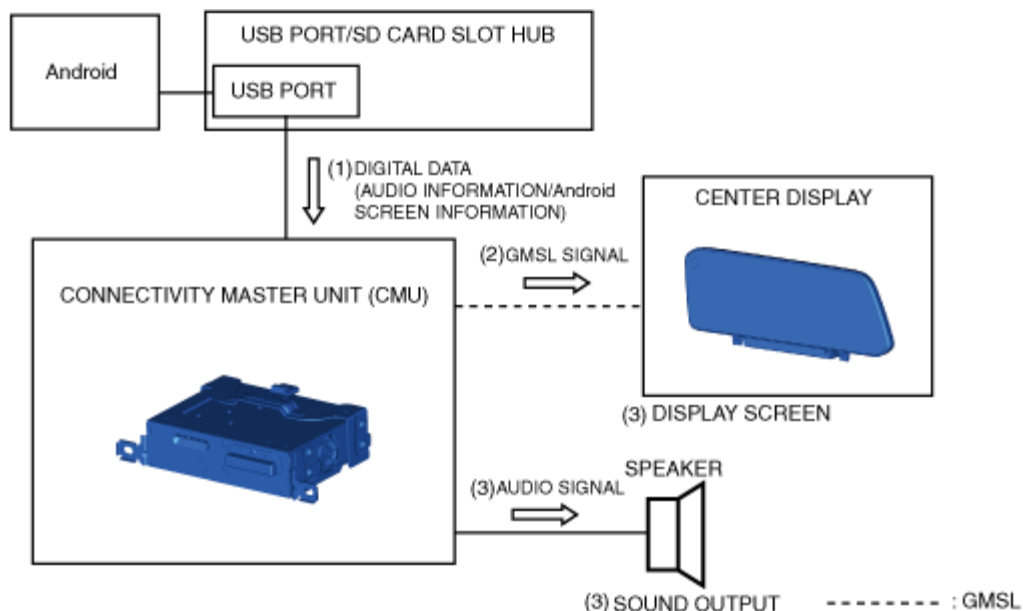 USB PORT/SD CARD SLOT HUB
Android
USB PORT
(1)DIGITAL DATA
(AUDIO INFORMATION/Android
SCREEN INFORMATION)
CENTER DISPLAY
(2)GMSL SIGNAL
CONNECTIVITY MASTER UNIT (CMU)
(3) DISPLAY SCREEN
SPEAKER
(3)AUDIO SIGNAL
(3) SOUND OUTPUT
: GMSL